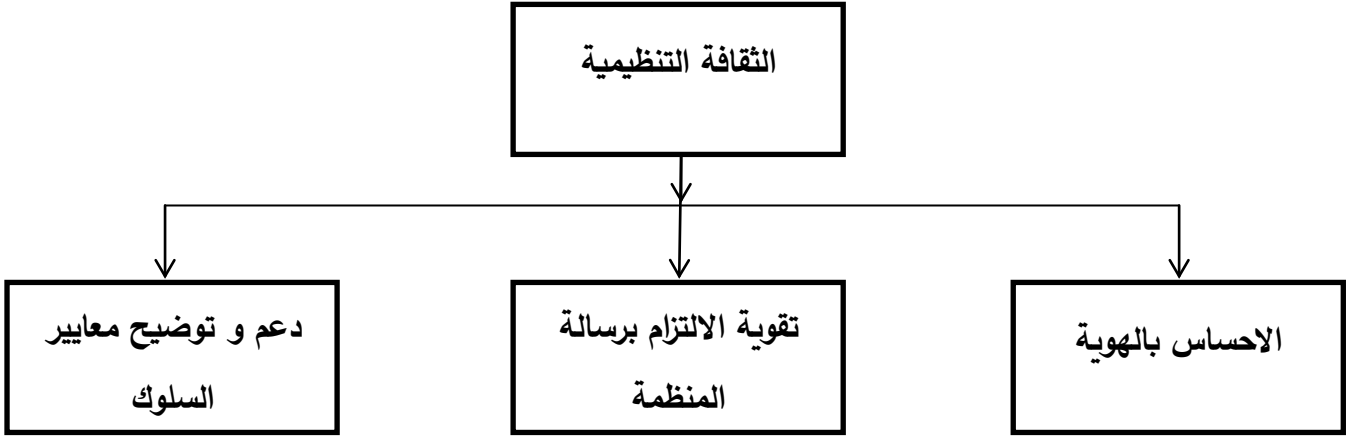 الثقافة التنظيمية
الاحساس بالهوية
تقوية الالتزام برسالة
المنظمة
دعم و توضيح معايير
السلوك